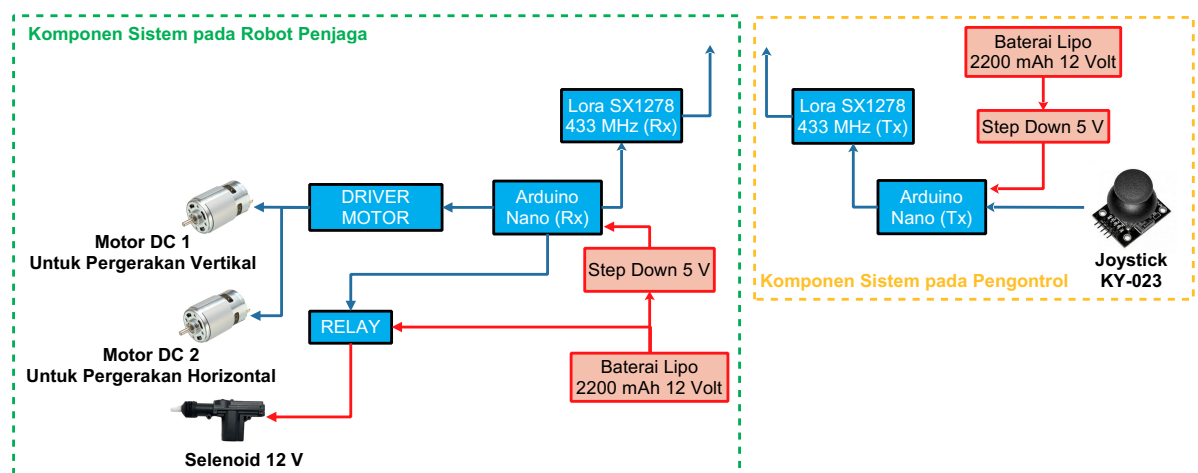 Komponen Sistem pada Robot Penjaga
Lora SX1278
433 MHz (Rx)
DRIVER
MOTOR
Arduino
Nano (Rx)
Motor DC 1
Untuk Pergerakan Vertikal
Step Down 5 V
RELAY
Motor DC 2
Untuk Pergerakan Horizontal
Baterai Lipo
2200 mAh 12 Volt
Selenoid 12 V
Baterai Lipo
2200 mAh 12 Volt
Lora SX1278
433 MHz (Tx)
Step Down 5 V
Arduino
Nano (Tx)
Joystick
KY-023
Komponen Sistem pada Pengontrol